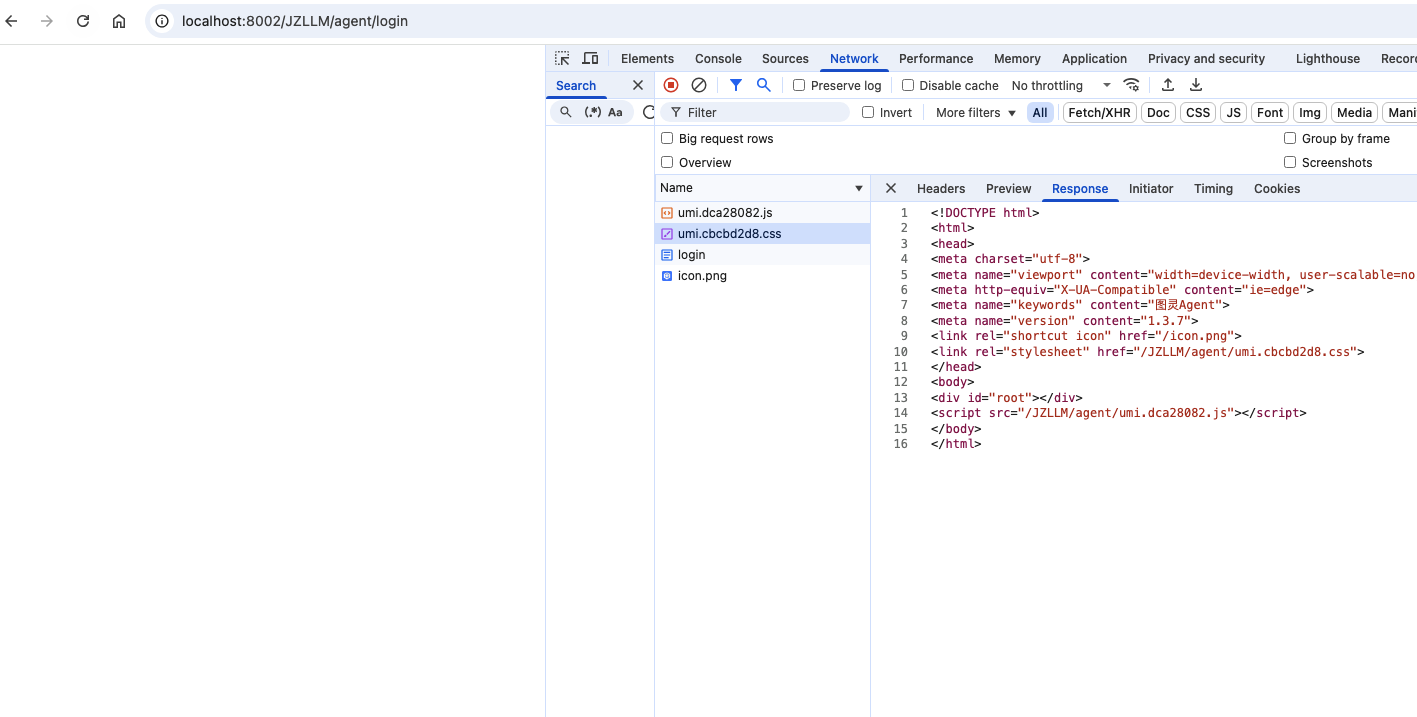 localhost:8002/JZLLM/agent/login
Elements Console Sources Network Performance Memory Application Privacy and security Lighthouse Recor
Search
Preserve log Disable cache No throttling
(.*) Aa
Filter Invert More filters All Fetch/XHR Doc CSS JS Font Img Media Mani
Big request rows Group by frame
Overview Screenshots
Name
Headers Preview Response Initiator Timing Cookies
umi.dca28082.js
umi.cbcbd2d8.css
login
icon.png
1 <!DOCTYPE html>
2 <html>
3 <head>
4 <meta charset="utf-8">
5 <meta name="viewport" content="width=device-width, user-scalable=no
6 <meta http-equiv="X-UA-Compatible" content="ie=edge">
7 <meta name="keywords" content="图灵Agent">
8 <meta name="version" content="1.3.7">
9 <link rel="shortcut icon" href="/icon.png">
10 <link rel="stylesheet" href="/JZLLM/agent/umi.cbcbd2d8.css">
11 </head>
12 <body>
13 <div id="root"></div>
14 <script src="/JZLLM/agent/umi.dca28082.js"></script>
15 </body>
16 </html>